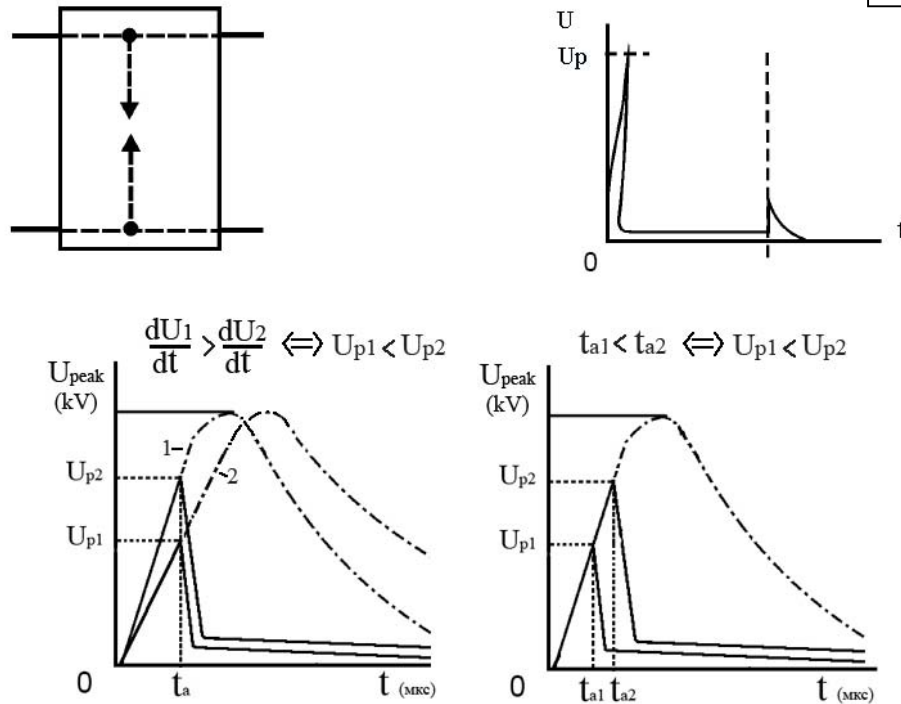 U
Up
0
t
dU1/dt > dU2/dt ⇔ Up1 < Up2
Upeak
(kV)
1
2
Up2
Up1
0
ta
t (мкс)
ta1 < ta2 ⇔ Up1 < Up2
Upeak
(kV)
Up2
Up1
0
ta1 ta2
t (мкс)